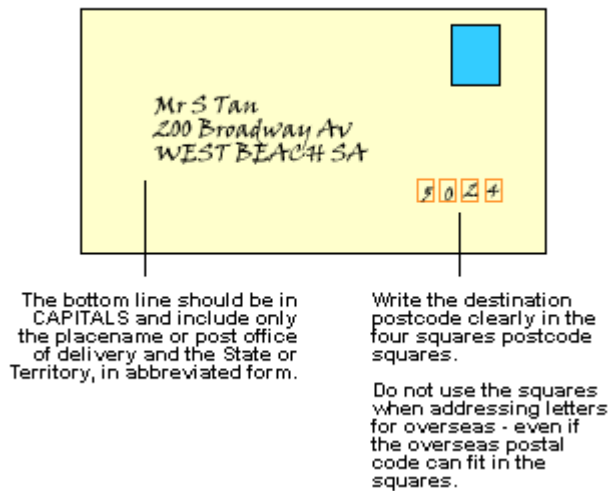 Mr S Tan
200 Broadway Av
WEST BEACH SA
5 0 2 4
The bottom line should be in
CAPITALS and include only
the placename or post office
of delivery and the State or
Territory, in abbreviated form.
Write the destination
postcode clearly in the
four squares postcode
squares.
Do not use the squares
when addressing letters
for overseas - even if
the overseas postal
code can fit in the
squares.